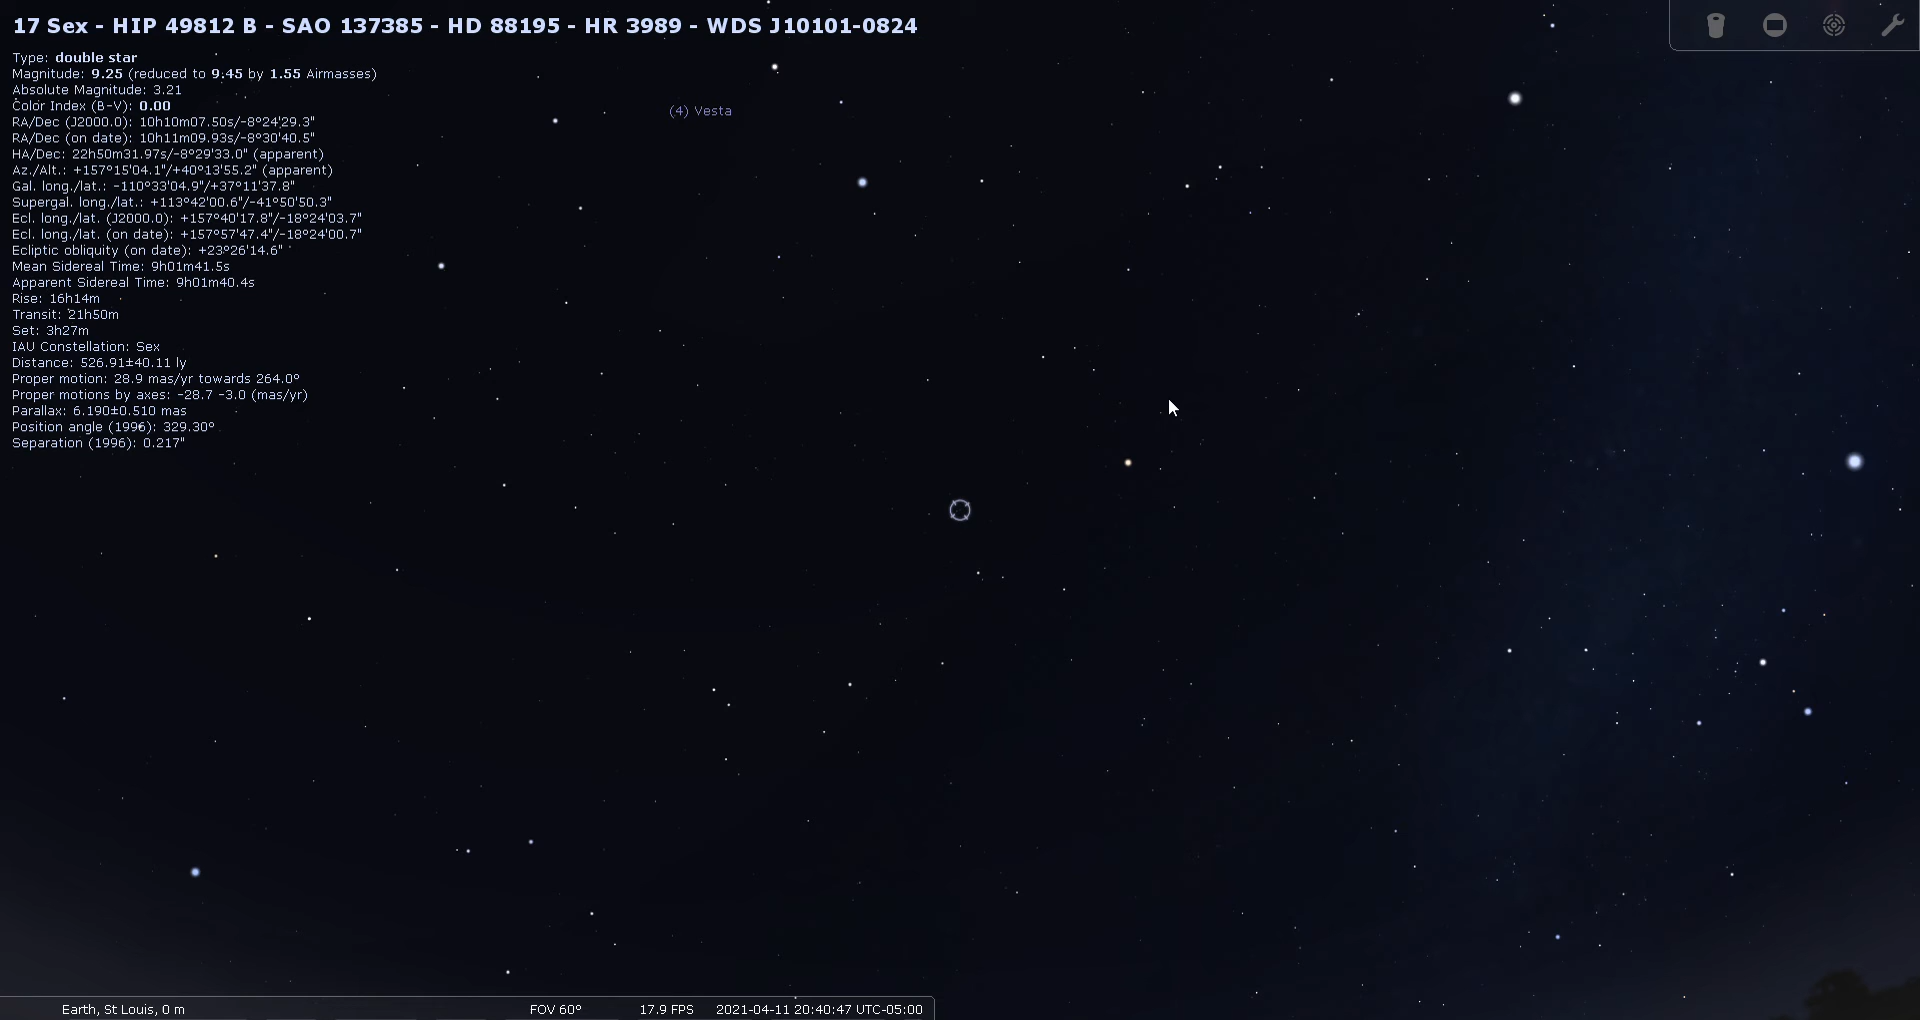 17 Sex - HIP 49812 B - SAO 137385 - HD 88195 - HR 3989 - WDS J10101-0824
Type: double star
Magnitude: 9.25 (reduced to 9.45 by 1.55 Airmasses)
Absolute Magnitude: 3.21
Color Index (B-V): 0.00
RA/Dec (J2000.0): 10h10m07.50s/-8°24'29.3"
RA/Dec (on date): 10h11m09.93s/-8°30'40.5"
HA/Dec: 22h50m31.97s/-8°29'33.0" (apparent)
Az./Alt.: +157°15'04.1"/+40°13'55.2" (apparent)
Gal. long./lat.: -110°33'04.9"/+37°11'37.8"
Supergal. long./lat.: +113°42'00.6"/-41°50'50.3"
Ecl. long./lat. (J2000.0): +157°40'17.8"/-18°24'03.7"
Ecl. long./lat. (on date): +157°57'47.4"/-18°24'00.7"
Ecliptic obliquity (on date): +23°26'14.6"
Mean Sidereal Time: 9h01m41.5s
Apparent Sidereal Time: 9h01m40.4s
Rise: 16h14m
Transit: 21h50m
Set: 3h27m
IAU Constellation: Sex
Distance: 526.91±40.11 ly
Proper motion: 28.9 mas/yr towards 264.0°
Proper motions by axes: -28.7 -3.0 (mas/yr)
Parallax: 6.190±0.510 mas
Position angle (1996): 329.30°
Separation (1996): 0.217"
(4) Vesta
Earth, St Louis, 0 m FOV 60° 17.9 FPS 2021-04-11 20:40:47 UTC-05:00